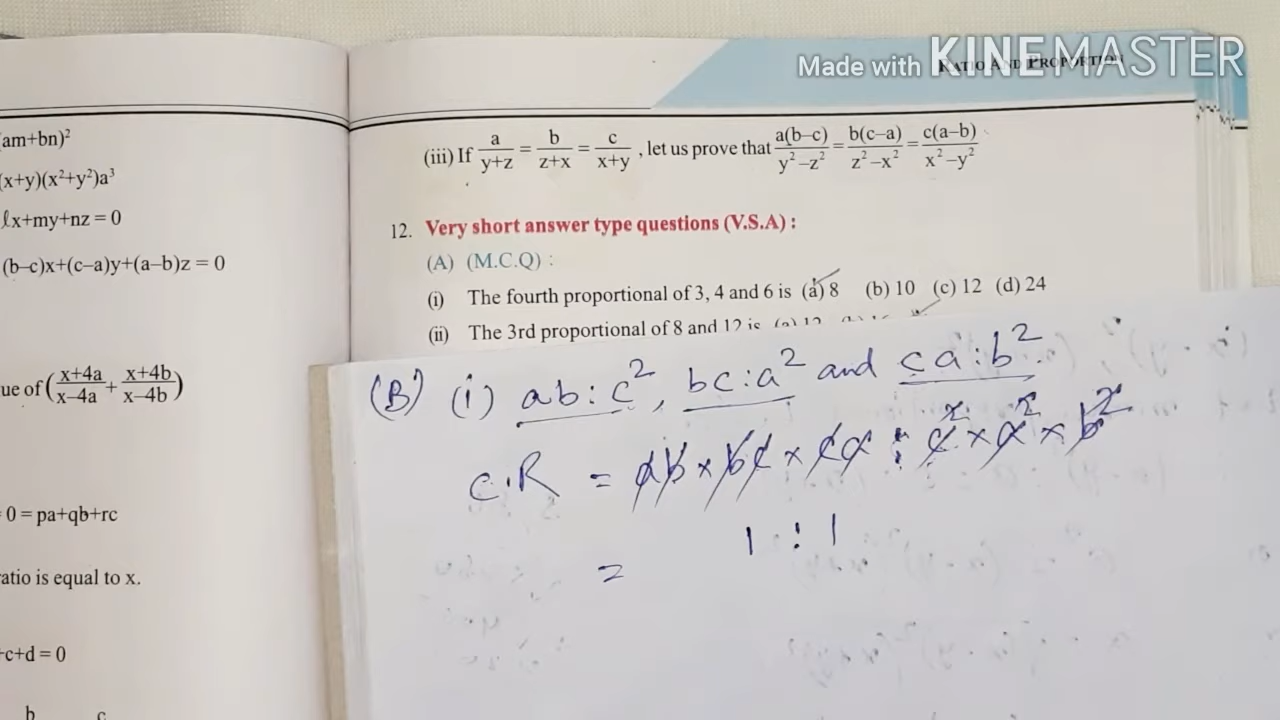 Made with KINEMASTER
RATIO AND PROPORTION
am+bn)²
(x+y)(x²+y²)a³
ℓx+my+nz = 0
(b–c)x+(c–a)y+(a–b)z = 0
ue of (x+4a/x–4a + x+4b/x–4b)
0 = pa+qb+rc
atio is equal to x.
+c+d = 0
b c
(iii) If a/y+z = b/z+x = c/x+y , let us prove that a(b–c)/y²–z² = b(c–a)/z²–x² = c(a–b)/x²–y²
12. Very short answer type questions (V.S.A) :
(A) (M.C.Q) :
(i) The fourth proportional of 3, 4 and 6 is (a) 8 (b) 10 (c) 12 (d) 24
(ii) The 3rd proportional of 8 and 12 is (a) 12
(B) (i) ab : c², bc : a² and ca : b².
C.R = ab × bc × ca : c² × a² × b²
= 1 : 1